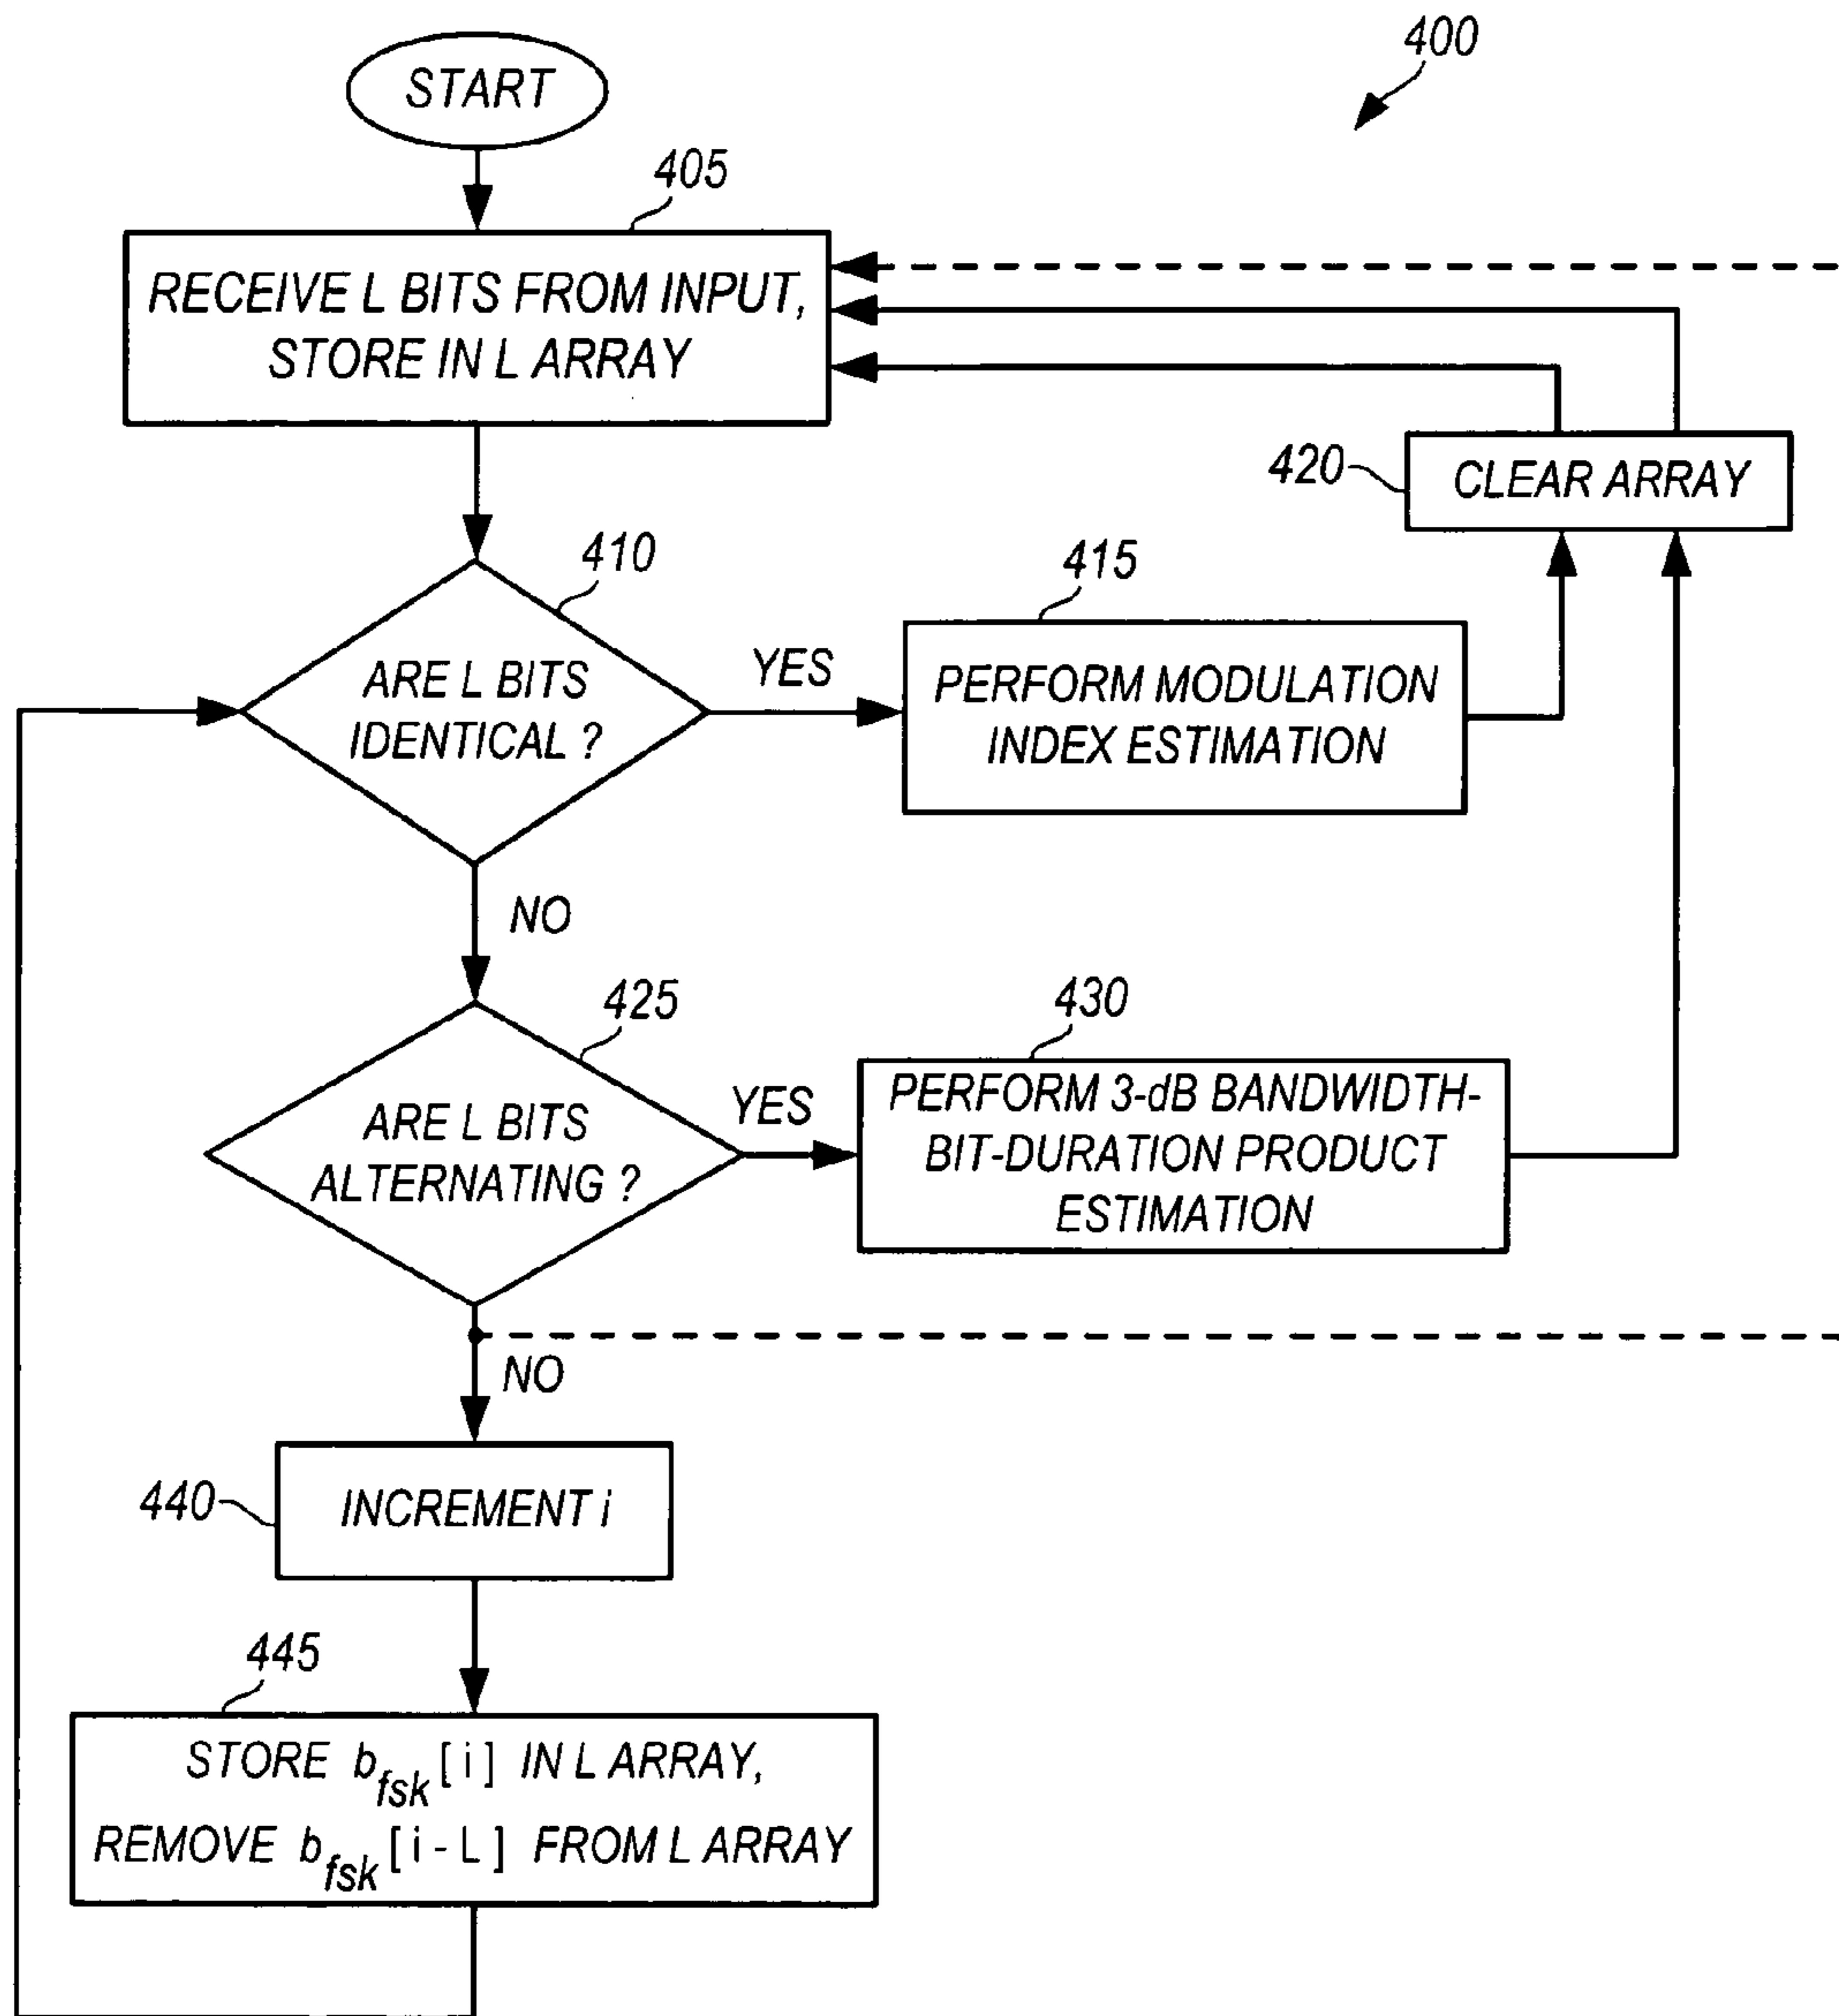 400
START
405
RECEIVE L BITS FROM INPUT,
STORE IN L ARRAY
420
CLEAR ARRAY
410
ARE L BITS
IDENTICAL ?
YES
415
PERFORM MODULATION
INDEX ESTIMATION
NO
425
ARE L BITS
ALTERNATING ?
YES
430
PERFORM 3-dB BANDWIDTH-
BIT-DURATION PRODUCT
ESTIMATION
NO
440
INCREMENT i
445
STORE b_fsk [ i ] IN L ARRAY,
REMOVE b_fsk [ i - L ] FROM L ARRAY